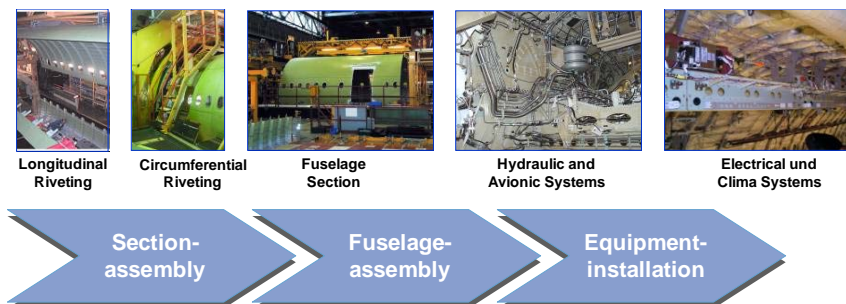 Longitudinal
Riveting
Circumferential
Riveting
Fuselage
Section
Hydraulic and
Avionic Systems
Electrical und
Clima Systems
Section-
assembly
Fuselage-
assembly
Equipment-
installation